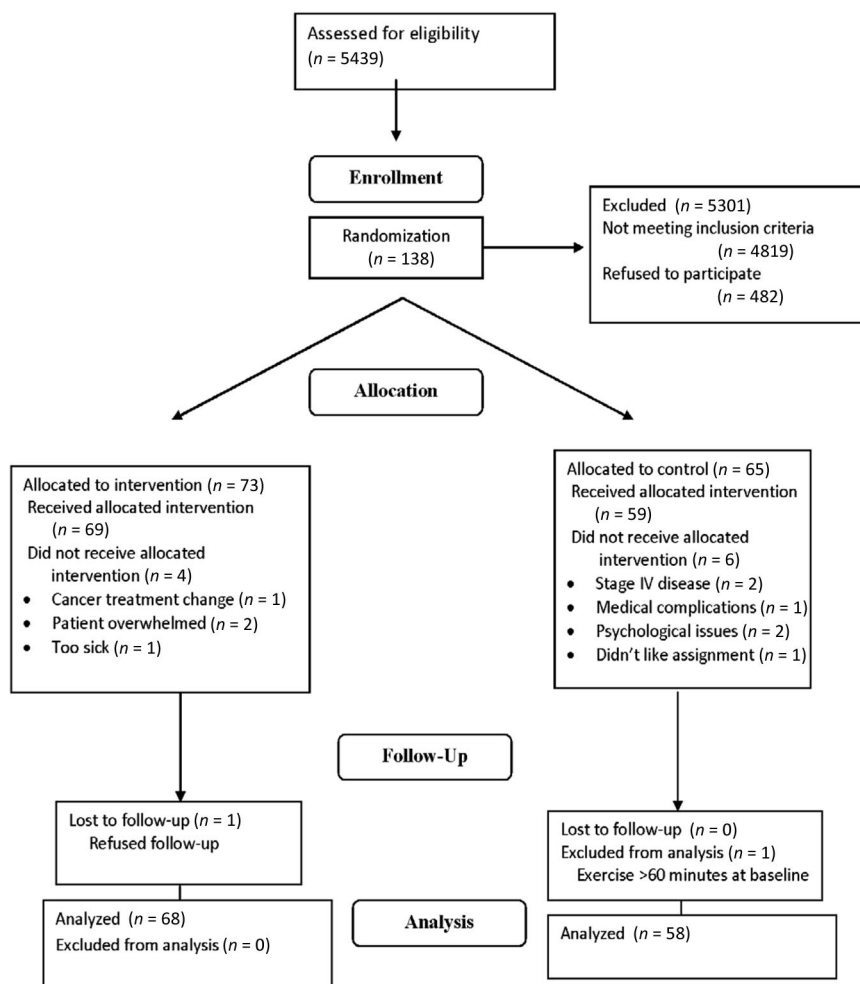 Assessed for eligibility
(n = 5439)
Enrollment
Randomization
(n = 138)
Excluded (n = 5301)
Not meeting inclusion criteria
(n = 4819)
Refused to participate
(n = 482)
Allocation
Allocated to intervention (n = 73)
Received allocated intervention
(n = 69)
Did not receive allocated
intervention (n = 4)
• Cancer treatment change (n = 1)
• Patient overwhelmed (n = 2)
• Too sick (n = 1)
Allocated to control (n = 65)
Received allocated intervention
(n = 59)
Did not receive allocated
intervention (n = 6)
• Stage IV disease (n = 2)
• Medical complications (n = 1)
• Psychological issues (n = 2)
• Didn't like assignment (n = 1)
Follow-Up
Lost to follow-up (n = 1)
Refused follow-up
Lost to follow-up (n = 0)
Excluded from analysis (n = 1)
Exercise >60 minutes at baseline
Analysis
Analyzed (n = 68)
Excluded from analysis (n = 0)
Analyzed (n = 58)